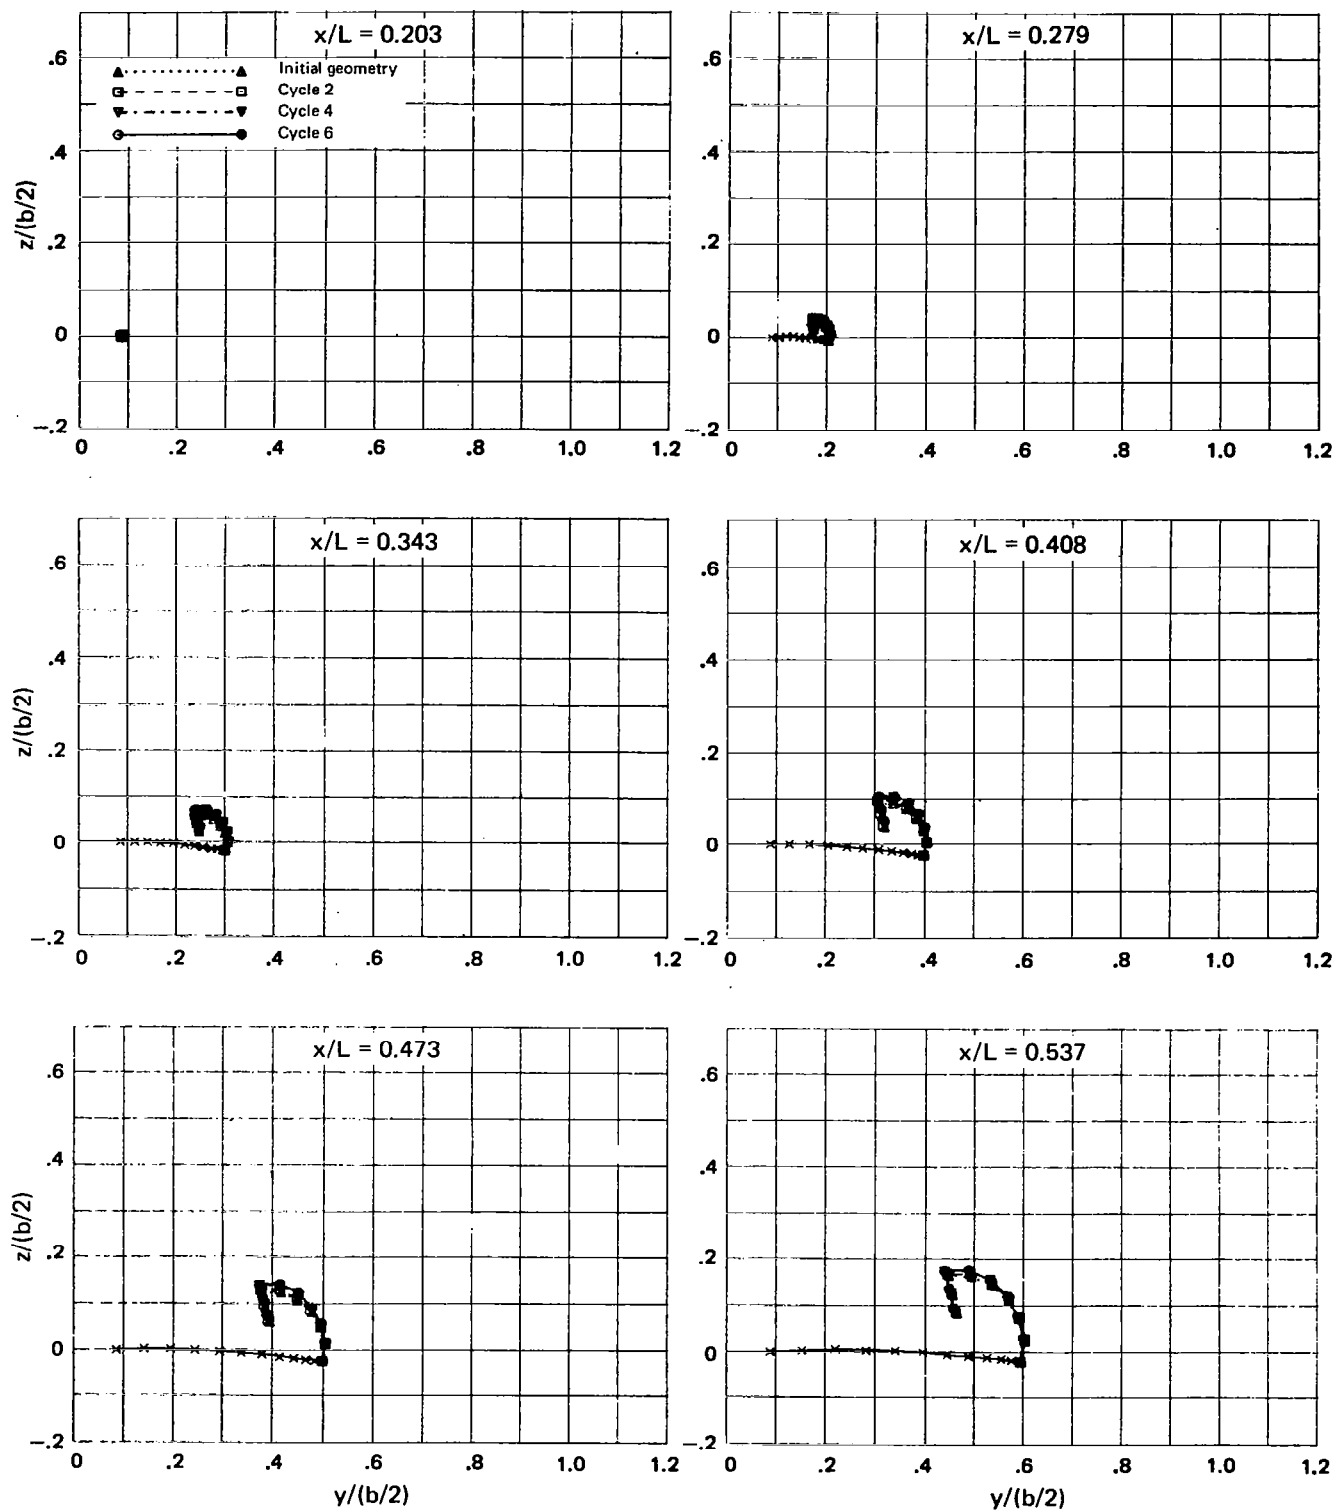 x/L = 0.203
.6
Initial geometry
Cycle 2
Cycle 4
Cycle 6
.4
.2
0
−.2
z/(b/2)
0 .2 .4 .6 .8 1.0 1.2
x/L = 0.279
.6
.4
.2
0
−.2
0 .2 .4 .6 .8 1.0 1.2
x/L = 0.343
.6
.4
.2
0
−.2
z/(b/2)
0 .2 .4 .6 .8 1.0 1.2
x/L = 0.408
.6
.4
.2
0
−.2
0 .2 .4 .6 .8 1.0 1.2
x/L = 0.473
.6
.4
.2
0
−.2
z/(b/2)
0 .2 .4 .6 .8 1.0 1.2
y/(b/2)
x/L = 0.537
.6
.4
.2
0
−.2
0 .2 .4 .6 .8 1.0 1.2
y/(b/2)